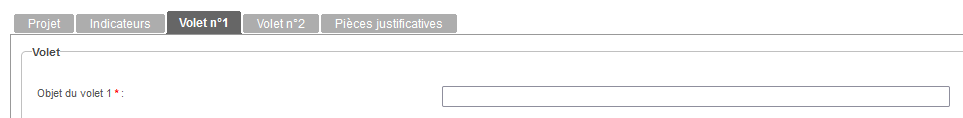 Projet Indicateurs Volet n°1 Volet n°2 Pièces justificatives
Volet
Objet du volet 1 * :